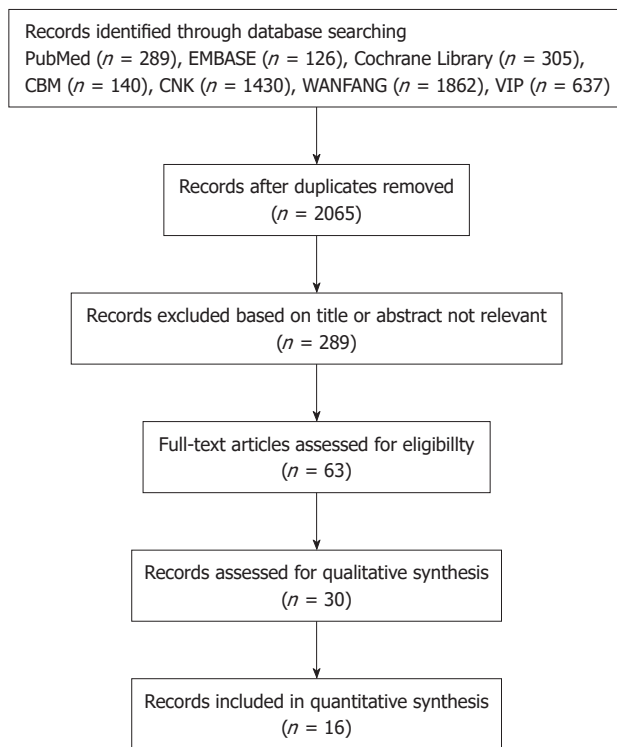 Records identified through database searching
PubMed (n = 289), EMBASE (n = 126), Cochrane Library (n = 305),
CBM (n = 140), CNK (n = 1430), WANFANG (n = 1862), VIP (n = 637)
Records after duplicates removed
(n = 2065)
Records excluded based on title or abstract not relevant
(n = 289)
Full-text articles assessed for eligibillty
(n = 63)
Records assessed for qualitative synthesis
(n = 30)
Records included in quantitative synthesis
(n = 16)